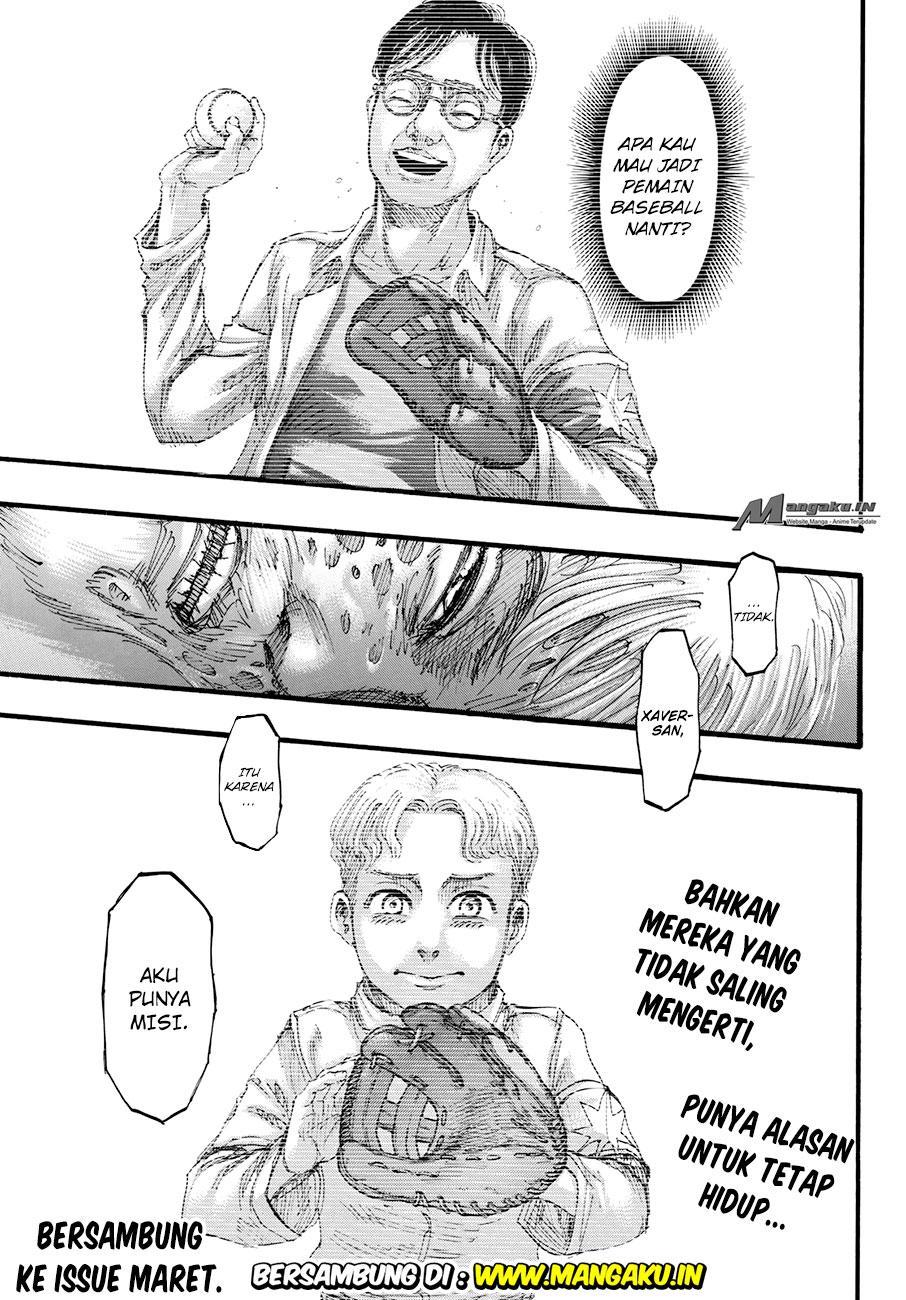 APA KAU
MAU JADI
PEMAIN
BASEBALL
NANTI?
Mangaku.in
Website Manga - Anime Terupdate
...
TIDAK.
XAVER-
SAN,
ITU
KARENA
...
AKU
PUNYA
MISI.
BAHKAN
MEREKA YANG
TIDAK SALING
MENGERTI,
PUNYA ALASAN
UNTUK TETAP
HIDUP...
BERSAMBUNG
KE ISSUE MARET.
BERSAMBUNG DI : WWW.MANGAKU.IN